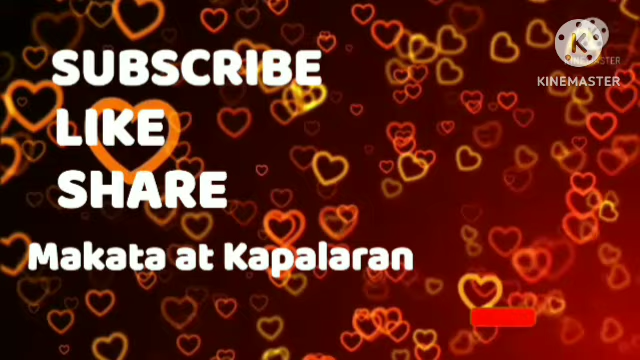 SUBSCRIBE
LIKE
SHARE
Makata at Kapalaran
KINEMASTER